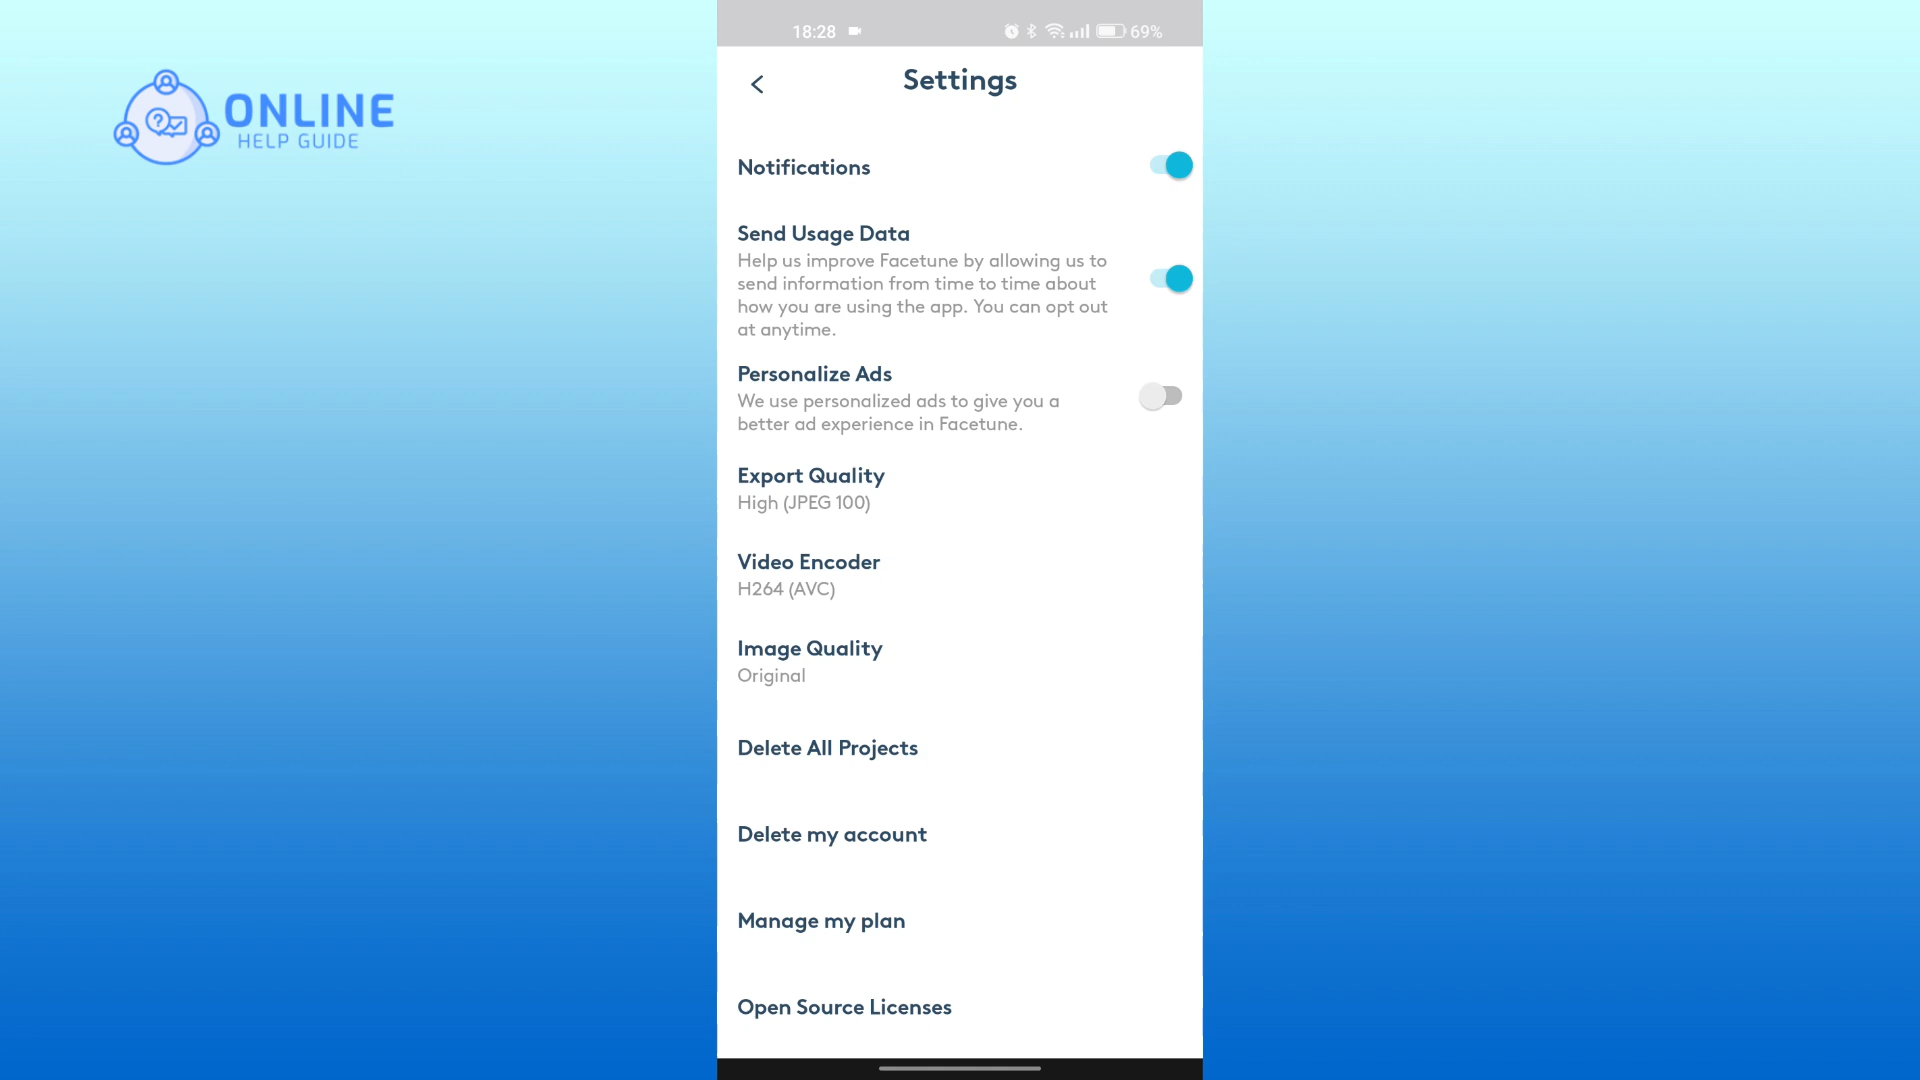 ONLINE
HELP GUIDE
18:28
69%
Settings
Notifications
Send Usage Data
Help us improve Facetune by allowing us to
send information from time to time about
how you are using the app. You can opt out
at anytime.
Personalize Ads
We use personalized ads to give you a
better ad experience in Facetune.
Export Quality
High (JPEG 100)
Video Encoder
H264 (AVC)
Image Quality
Original
Delete All Projects
Delete my account
Manage my plan
Open Source Licenses